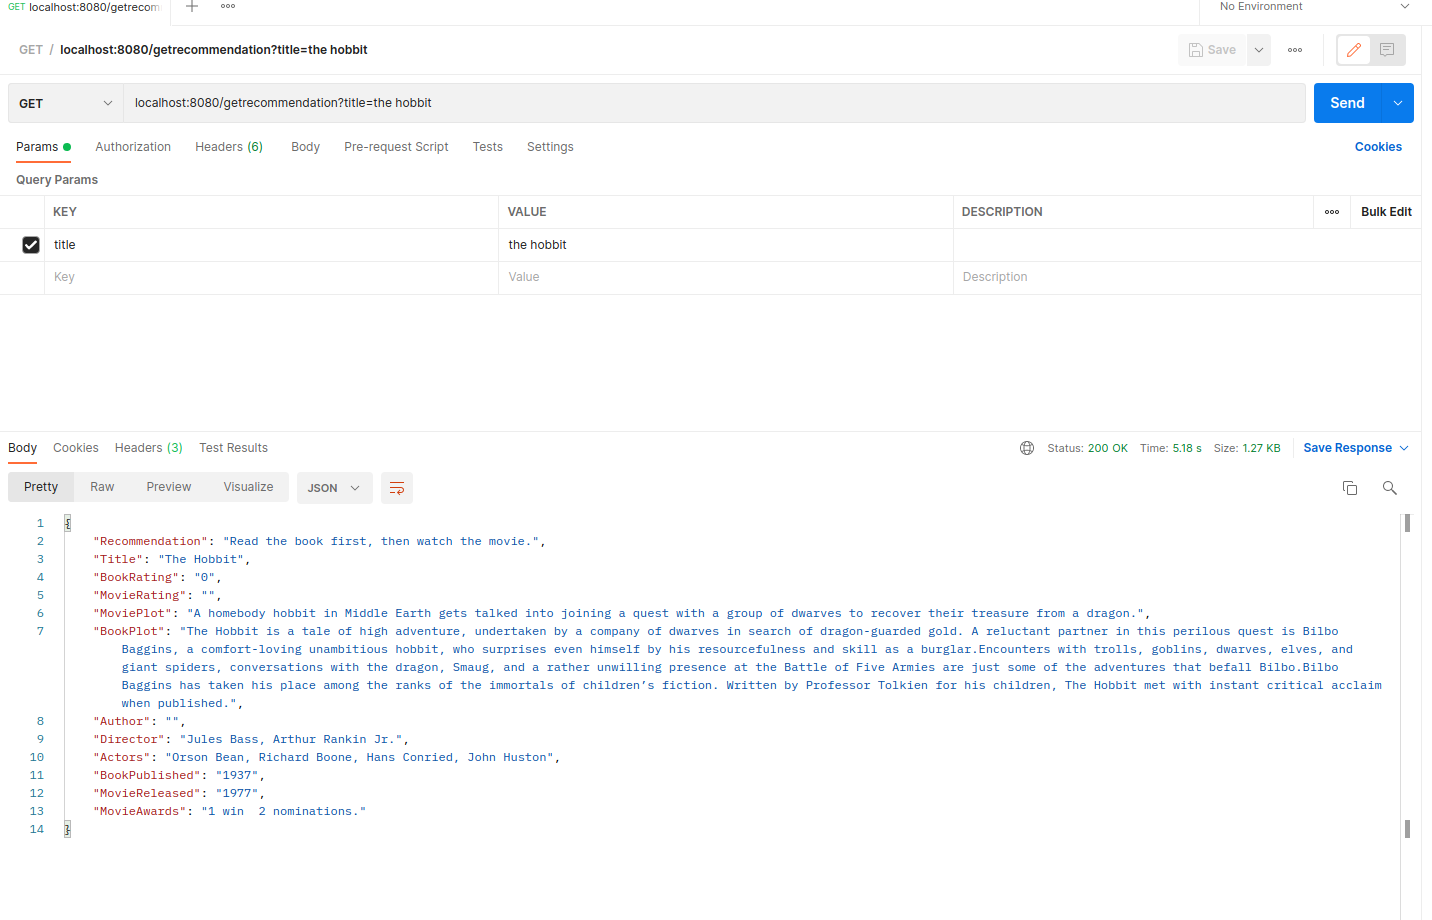 GET localhost:8080/getrecom
No Environment
GET / localhost:8080/getrecommendation?title=the hobbit
Save
GET localhost:8080/getrecommendation?title=the hobbit
Send
Params Authorization Headers (6) Body Pre-request Script Tests Settings Cookies
Query Params
KEY VALUE DESCRIPTION Bulk Edit
title the hobbit
Key Value Description
Body Cookies Headers (3) Test Results Status: 200 OK Time: 5.18 s Size: 1.27 KB Save Response
Pretty Raw Preview Visualize JSON
1 {
2 "Recommendation": "Read the book first, then watch the movie.",
3 "Title": "The Hobbit",
4 "BookRating": "0",
5 "MovieRating": "",
6 "MoviePlot": "A homebody hobbit in Middle Earth gets talked into joining a quest with a group of dwarves to recover their treasure from a dragon.",
7 "BookPlot": "The Hobbit is a tale of high adventure, undertaken by a company of dwarves in search of dragon-guarded gold. A reluctant partner in this perilous quest is Bilbo
Baggins, a comfort-loving unambitious hobbit, who surprises even himself by his resourcefulness and skill as a burglar.Encounters with trolls, goblins, dwarves, elves, and
giant spiders, conversations with the dragon, Smaug, and a rather unwilling presence at the Battle of Five Armies are just some of the adventures that befall Bilbo.Bilbo
Baggins has taken his place among the ranks of the immortals of children’s fiction. Written by Professor Tolkien for his children, The Hobbit met with instant critical acclaim
when published.",
8 "Author": "",
9 "Director": "Jules Bass, Arthur Rankin Jr.",
10 "Actors": "Orson Bean, Richard Boone, Hans Conried, John Huston",
11 "BookPublished": "1937",
12 "MovieReleased": "1977",
13 "MovieAwards": "1 win  2 nominations."
14 }